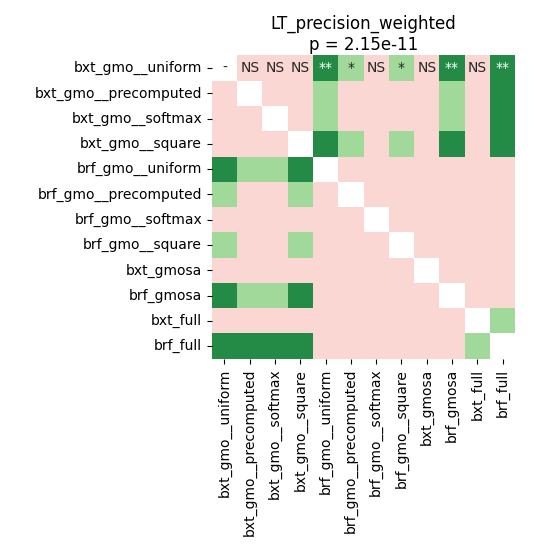 LT_precision_weighted
p = 2.15e-11
bxt_gmo__uniform
- NS NS NS ** * NS * NS ** NS **
bxt_gmo__precomputed
bxt_gmo__softmax
bxt_gmo__square
brf_gmo__uniform
brf_gmo__precomputed
brf_gmo__softmax
brf_gmo__square
bxt_gmosa
brf_gmosa
bxt_full
brf_full
bxt_gmo__uniform
bxt_gmo__precomputed
bxt_gmo__softmax
bxt_gmo__square
brf_gmo__uniform
brf_gmo__precomputed
brf_gmo__softmax
brf_gmo__square
bxt_gmosa
brf_gmosa
bxt_full
brf_full